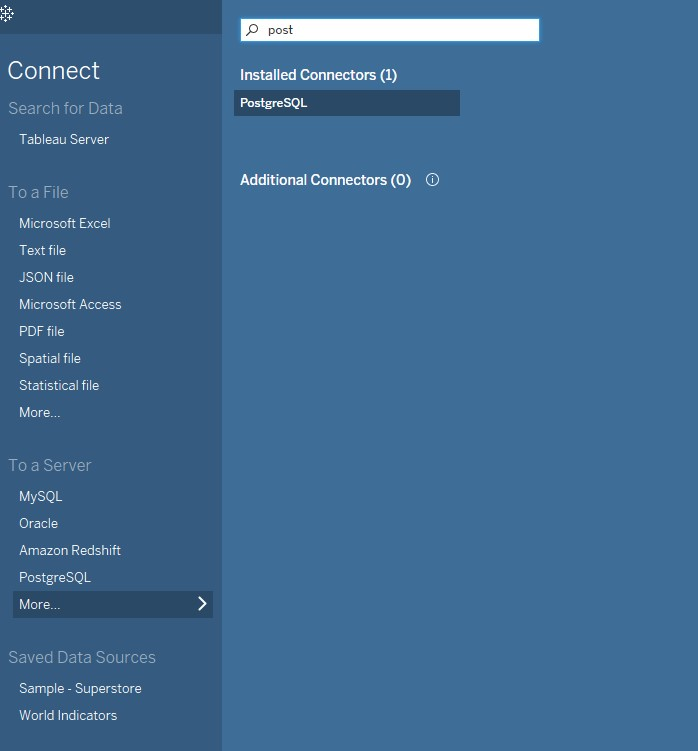 Connect
Search for Data
Tableau Server
To a File
Microsoft Excel
Text file
JSON file
Microsoft Access
PDF file
Spatial file
Statistical file
More...
To a Server
MySQL
Oracle
Amazon Redshift
PostgreSQL
More...
Saved Data Sources
Sample - Superstore
World Indicators
post
Installed Connectors (1)
PostgreSQL
Additional Connectors (0)